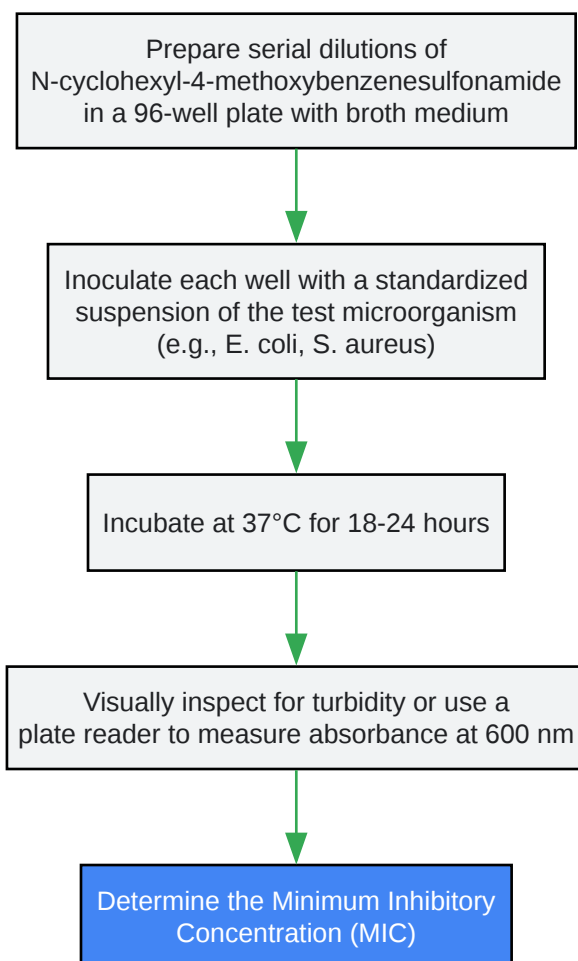 Prepare serial dilutions of
N-cyclohexyl-4-methoxybenzenesulfonamide
in a 96-well plate with broth medium
Inoculate each well with a standardized
suspension of the test microorganism
(e.g., E. coli, S. aureus)
Incubate at 37°C for 18-24 hours
Visually inspect for turbidity or use a
plate reader to measure absorbance at 600 nm
Determine the Minimum Inhibitory
Concentration (MIC)